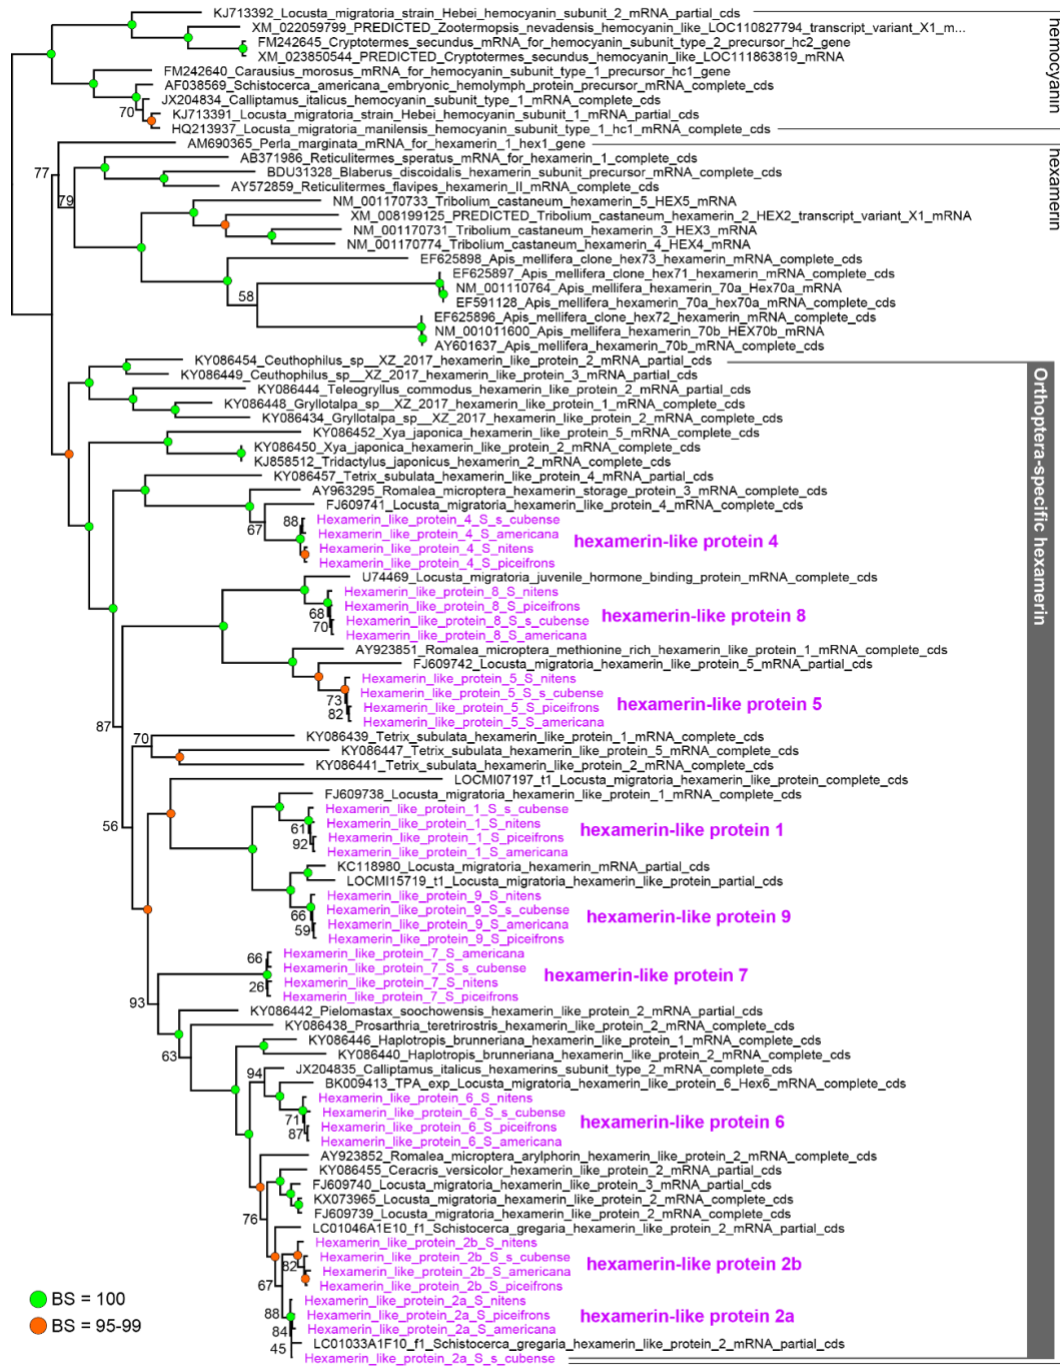 KJ713392_Locusta_migratoria_strain_Hebei_hemocyanin_subunit_2_mRNA_partial_cds
XM_022059799_PREDICTED_Zootermopsis_nevadensis_hemocyanin_like_LOC110827794_transcript_variant_X1_m...
FM242645_Cryptotermes_secundus_mRNA_for_hemocyanin_subunit_type_2_precursor_hc2_gene
XM_023850544_PREDICTED_Cryptotermes_secundus_hemocyanin_like_LOC111863819_mRNA
hemocyanin
FM242640_Carausius_morosus_mRNA_for_hemocyanin_subunit_type_1_precursor_hc1_gene
AF038569_Schistocerca_americana_embryonic_hemolymph_protein_precursor_mRNA_complete_cds
JX204834_Calliptamus_italicus_hemocyanin_subunit_type_1_mRNA_complete_cds
70
KJ713391_Locusta_migratoria_strain_Hebei_hemocyanin_subunit_1_mRNA_partial_cds
HQ213937_Locusta_migratoria_manilensis_hemocyanin_subunit_type_1_hc1_mRNA_complete_cds
AM690365_Perla_marginata_mRNA_for_hexamerin_1_hex1_gene
hexamerin
AB371986_Reticulitermes_speratus_mRNA_for_hexamerin_1_complete_cds
77
BDU31328_Blaberus_discoidalis_hexamerin_subunit_precursor_mRNA_complete_cds
AY572859_Reticulitermes_flavipes_hexamerin_II_mRNA_complete_cds
79
NM_001170733_Tribolium_castaneum_hexamerin_5_HEX5_mRNA
XM_008199125_PREDICTED_Tribolium_castaneum_hexamerin_2_HEX2_transcript_variant_X1_mRNA
NM_001170731_Tribolium_castaneum_hexamerin_3_HEX3_mRNA
NM_001170774_Tribolium_castaneum_hexamerin_4_HEX4_mRNA
EF625898_Apis_mellifera_clone_hex73_hexamerin_mRNA_complete_cds
EF625897_Apis_mellifera_clone_hex71_hexamerin_mRNA_complete_cds
NM_001110764_Apis_mellifera_hexamerin_70a_Hex70a_mRNA
58
EF591128_Apis_mellifera_hexamerin_70a_hex70a_mRNA_complete_cds
EF625896_Apis_mellifera_clone_hex72_hexamerin_mRNA_complete_cds
NM_001011600_Apis_mellifera_hexamerin_70b_HEX70b_mRNA
AY601637_Apis_mellifera_hexamerin_70b_mRNA_complete_cds
KY086454_Ceuthophilus_sp__XZ_2017_hexamerin_like_protein_2_mRNA_partial_cds
Orthoptera-specific hexamerin
KY086449_Ceuthophilus_sp__XZ_2017_hexamerin_like_protein_3_mRNA_partial_cds
KY086444_Teleogryllus_commodus_hexamerin_like_protein_2_mRNA_partial_cds
KY086448_Gryllotalpa_sp__XZ_2017_hexamerin_like_protein_1_mRNA_complete_cds
KY086434_Gryllotalpa_sp__XZ_2017_hexamerin_like_protein_2_mRNA_complete_cds
KY086452_Xya_japonica_hexamerin_like_protein_5_mRNA_complete_cds
KY086450_Xya_japonica_hexamerin_like_protein_2_mRNA_complete_cds
KJ858512_Tridactylus_japonicus_hexamerin_2_mRNA_complete_cds
KY086457_Tetrix_subulata_hexamerin_like_protein_4_mRNA_partial_cds
AY963295_Romalea_microptera_hexamerin_storage_protein_3_mRNA_complete_cds
FJ609741_Locusta_migratoria_hexamerin_like_protein_4_mRNA_complete_cds
88
Hexamerin_like_protein_4_S_s_cubense
67
Hexamerin_like_protein_4_S_americana
hexamerin-like protein 4
Hexamerin_like_protein_4_S_nitens
Hexamerin_like_protein_4_S_piceifrons
U74469_Locusta_migratoria_juvenile_hormone_binding_protein_mRNA_complete_cds
Hexamerin_like_protein_8_S_nitens
68
Hexamerin_like_protein_8_S_piceifrons
hexamerin-like protein 8
70
Hexamerin_like_protein_8_S_s_cubense
Hexamerin_like_protein_8_S_americana
AY923851_Romalea_microptera_methionine_rich_hexamerin_like_protein_1_mRNA_complete_cds
FJ609742_Locusta_migratoria_hexamerin_like_protein_5_mRNA_partial_cds
Hexamerin_like_protein_5_S_nitens
73
Hexamerin_like_protein_5_S_s_cubense
hexamerin-like protein 5
82
Hexamerin_like_protein_5_S_piceifrons
Hexamerin_like_protein_5_S_americana
87
70
KY086439_Tetrix_subulata_hexamerin_like_protein_1_mRNA_complete_cds
KY086447_Tetrix_subulata_hexamerin_like_protein_5_mRNA_complete_cds
KY086441_Tetrix_subulata_hexamerin_like_protein_2_mRNA_complete_cds
LOCMI07197_t1_Locusta_migratoria_hexamerin_like_protein_complete_cds
FJ609738_Locusta_migratoria_hexamerin_like_protein_1_mRNA_complete_cds
Hexamerin_like_protein_1_S_s_cubense
56
61
Hexamerin_like_protein_1_S_nitens
hexamerin-like protein 1
92
Hexamerin_like_protein_1_S_piceifrons
Hexamerin_like_protein_1_S_americana
KC118980_Locusta_migratoria_hexamerin_mRNA_partial_cds
LOCMI15719_t1_Locusta_migratoria_hexamerin_like_protein_partial_cds
Hexamerin_like_protein_9_S_nitens
66
Hexamerin_like_protein_9_S_s_cubense
hexamerin-like protein 9
59
Hexamerin_like_protein_9_S_americana
Hexamerin_like_protein_9_S_piceifrons
66
Hexamerin_like_protein_7_S_americana
Hexamerin_like_protein_7_S_s_cubense
hexamerin-like protein 7
26
Hexamerin_like_protein_7_S_nitens
Hexamerin_like_protein_7_S_piceifrons
93
KY086442_Pielomastax_soochowensis_hexamerin_like_protein_2_mRNA_partial_cds
KY086438_Prosarthria_teretrirostris_hexamerin_like_protein_2_mRNA_complete_cds
KY086446_Haplotropis_brunneriana_hexamerin_like_protein_1_mRNA_complete_cds
63
KY086440_Haplotropis_brunneriana_hexamerin_like_protein_2_mRNA_complete_cds
94
JX204835_Calliptamus_italicus_hexamerins_subunit_type_2_mRNA_complete_cds
BK009413_TPA_exp_Locusta_migratoria_hexamerin_like_protein_6_Hex6_mRNA_complete_cds
Hexamerin_like_protein_6_S_nitens
71
Hexamerin_like_protein_6_S_s_cubense
hexamerin-like protein 6
87
Hexamerin_like_protein_6_S_piceifrons
Hexamerin_like_protein_6_S_americana
AY923852_Romalea_microptera_arylphorin_hexamerin_like_protein_2_mRNA_complete_cds
KY086455_Ceracris_versicolor_hexamerin_like_protein_2_mRNA_partial_cds
FJ609740_Locusta_migratoria_hexamerin_like_protein_3_mRNA_partial_cds
KX073965_Locusta_migratoria_hexamerin_like_protein_2_mRNA_complete_cds
76
FJ609739_Locusta_migratoria_hexamerin_like_protein_2_mRNA_complete_cds
LC01046A1E10_f1_Schistocerca_gregaria_hexamerin_like_protein_2_mRNA_partial_cds
Hexamerin_like_protein_2b_S_nitens
82
Hexamerin_like_protein_2b_S_s_cubense
hexamerin-like protein 2b
Hexamerin_like_protein_2b_S_americana
67
Hexamerin_like_protein_2b_S_piceifrons
BS = 100
Hexamerin_like_protein_2a_S_nitens
88
Hexamerin_like_protein_2a_S_piceifrons
hexamerin-like protein 2a
BS = 95-99
84
Hexamerin_like_protein_2a_S_americana
45
LC01033A1F10_f1_Schistocerca_gregaria_hexamerin_like_protein_2_mRNA_partial_cds
Hexamerin_like_protein_2a_S_s_cubense